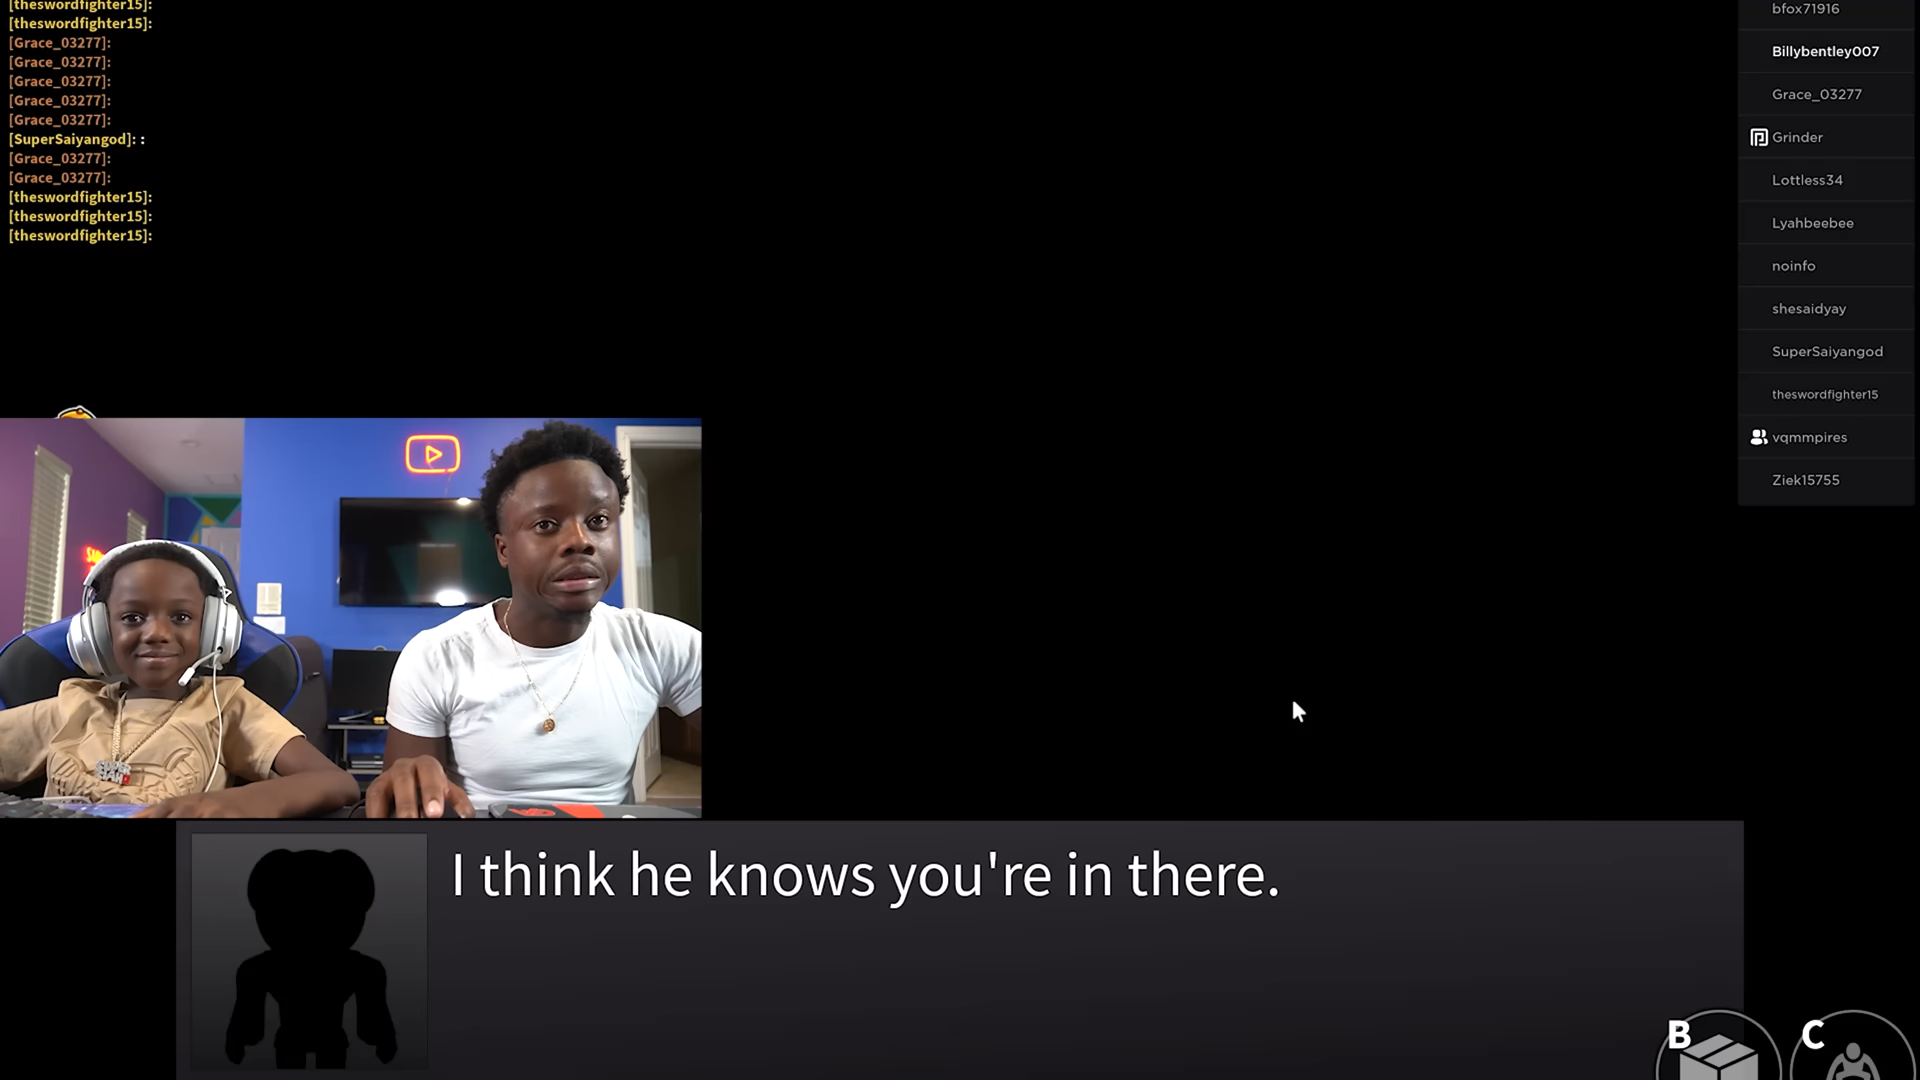 [theswordfighter15]:
[theswordfighter15]:
[Grace_03277]:
[Grace_03277]:
[Grace_03277]:
[Grace_03277]:
[Grace_03277]:
[SuperSaiyangod]: :
[Grace_03277]:
[Grace_03277]:
[theswordfighter15]:
[theswordfighter15]:
[theswordfighter15]:
bfox71916
Billybentley007
Grace_03277
Grinder
Lottless34
Lyahbeebee
noinfo
shesaidyay
SuperSaiyangod
theswordfighter15
vqmmpires
Ziek15755
I think he knows you're in there.
B
C